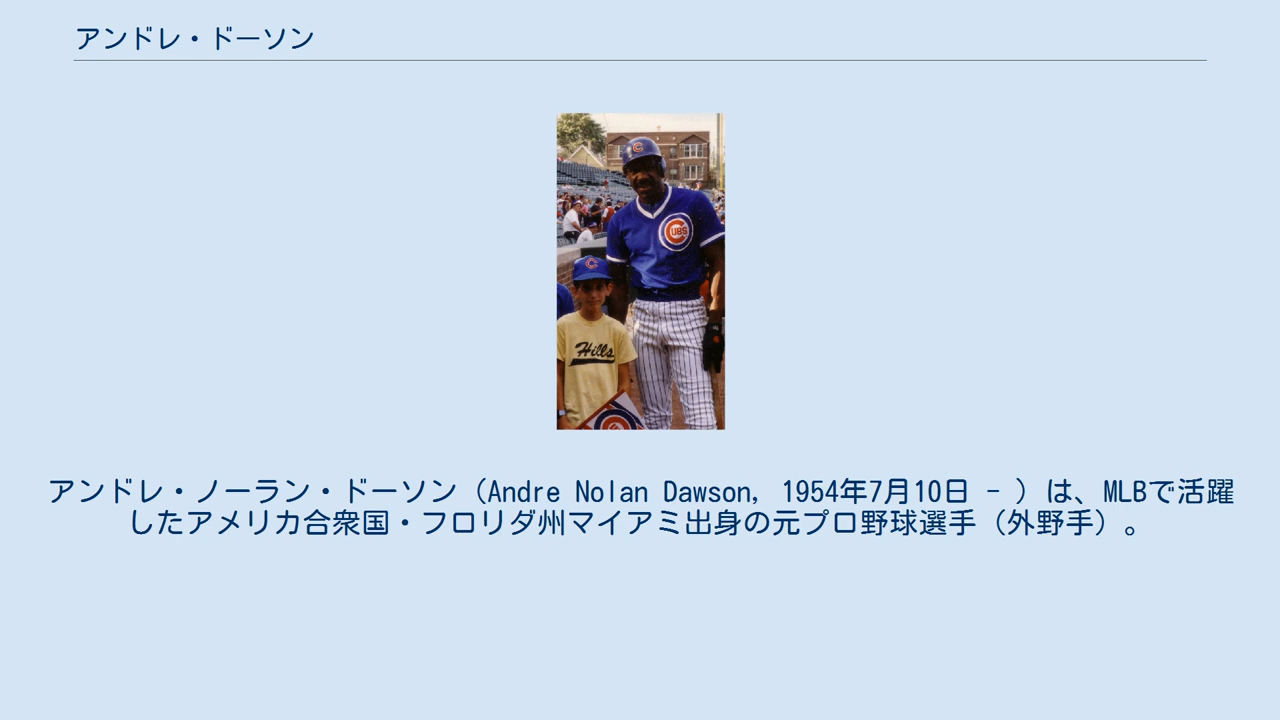 アンドレ・ドーソン
CUBS
Hills
アンドレ・ノーラン・ドーソン（Andre Nolan Dawson, 1954年7月10日 - ）は、MLBで活躍
したアメリカ合衆国・フロリダ州マイアミ出身の元プロ野球選手（外野手）。